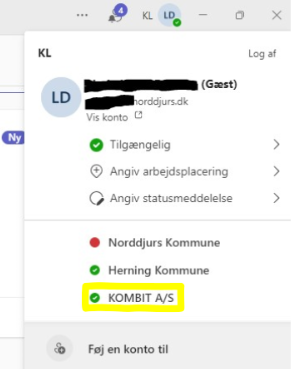 4
KL LD
KL Log af
LD
(Gæst)
norddjurs.dk
Vis konto
Ny
Tilgængelig
Angiv arbejdsplacering
Angiv statusmeddelelse
Norddjurs Kommune
Herning Kommune
KOMBIT A/S
Føj en konto til